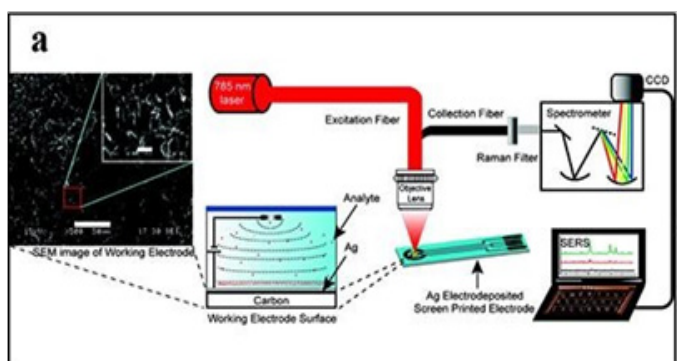 a
785 nm
laser
Excitation Fiber
Collection Fiber
Raman Filter
CCD
Spectrometer
Objective
Lens
Analyte
Ag
SEM image of Working Electrode
Carbon
Working Electrode Surface
Ag Electrodeposited
Screen Printed Electrode
SERS